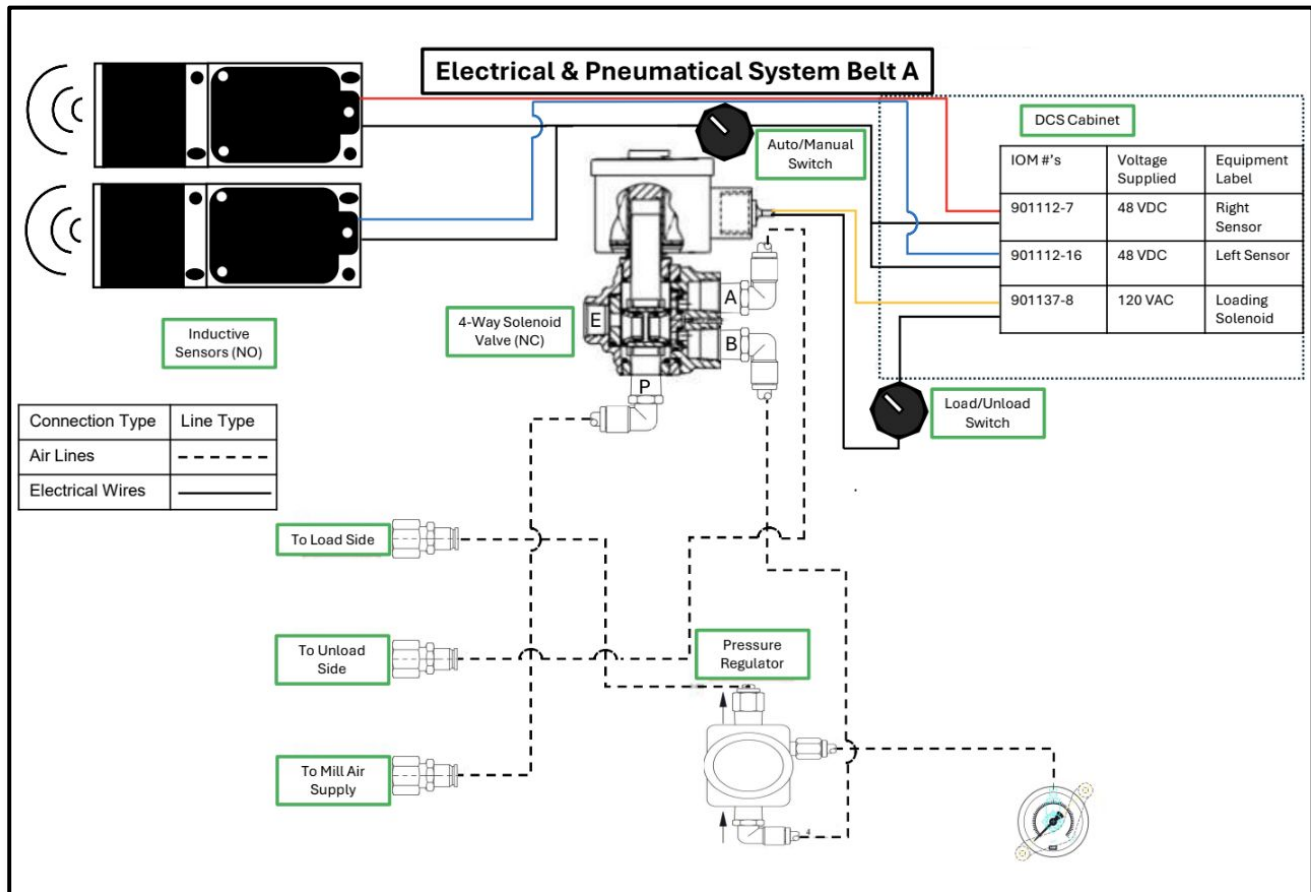 Electrical & Pneumatical System Belt A
DCS Cabinet
Auto/Manual
Switch
IOM #'s
Voltage
Supplied
Equipment
Label
901112-7
48 VDC
Right
Sensor
901112-16
48 VDC
Left Sensor
901137-8
120 VAC
Loading
Solenoid
A
E
B
P
Inductive
Sensors (NO)
4-Way Solenoid
Valve (NC)
Load/Unload
Switch
Connection Type
Line Type
Air Lines
Electrical Wires
To Load Side
To Unload
Side
Pressure
Regulator
To Mill Air
Supply